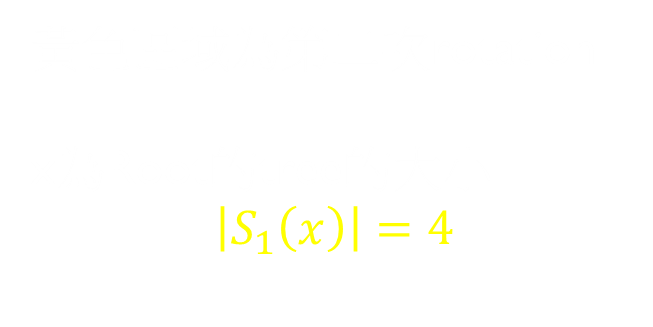 |S₁(x)| = 4